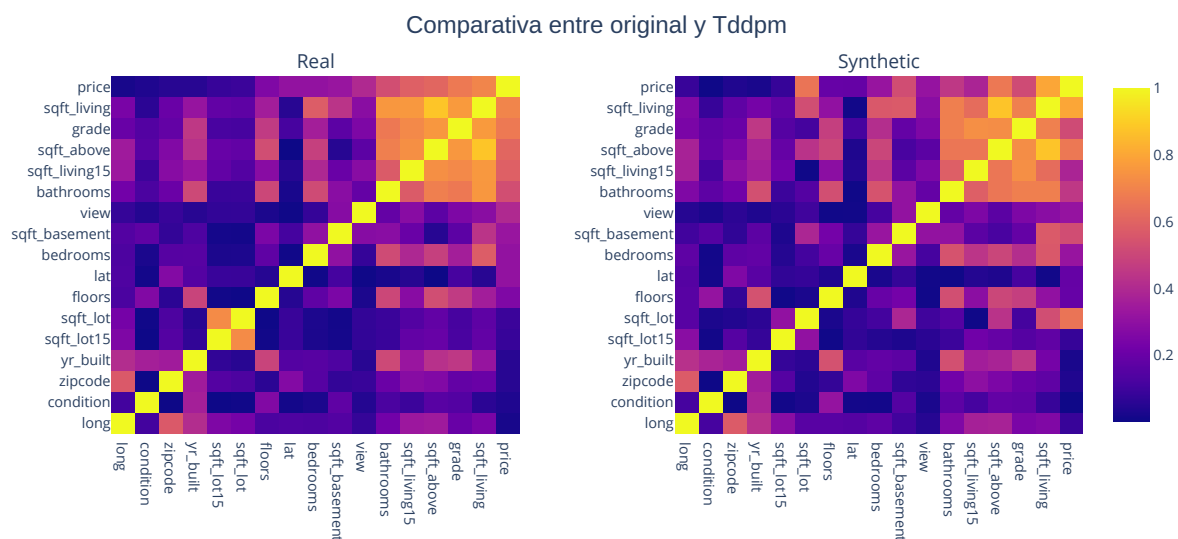 Comparativa entre original y Tddpm
Real
Synthetic
price
sqft_living
grade
sqft_above
sqft_living15
bathrooms
view
sqft_basement
bedrooms
lat
floors
sqft_lot
sqft_lot15
yr_built
zipcode
condition
long
long
condition
zipcode
yr_built
sqft_lot15
sqft_lot
floors
lat
bedrooms
sqft_basement
view
bathrooms
sqft_living15
sqft_above
grade
sqft_living
price
price
sqft_living
grade
sqft_above
sqft_living15
bathrooms
view
sqft_basement
bedrooms
lat
floors
sqft_lot
sqft_lot15
yr_built
zipcode
condition
long
long
condition
zipcode
yr_built
sqft_lot15
sqft_lot
floors
lat
bedrooms
sqft_basement
view
bathrooms
sqft_living15
sqft_above
grade
sqft_living
price
1
0.8
0.6
0.4
0.2